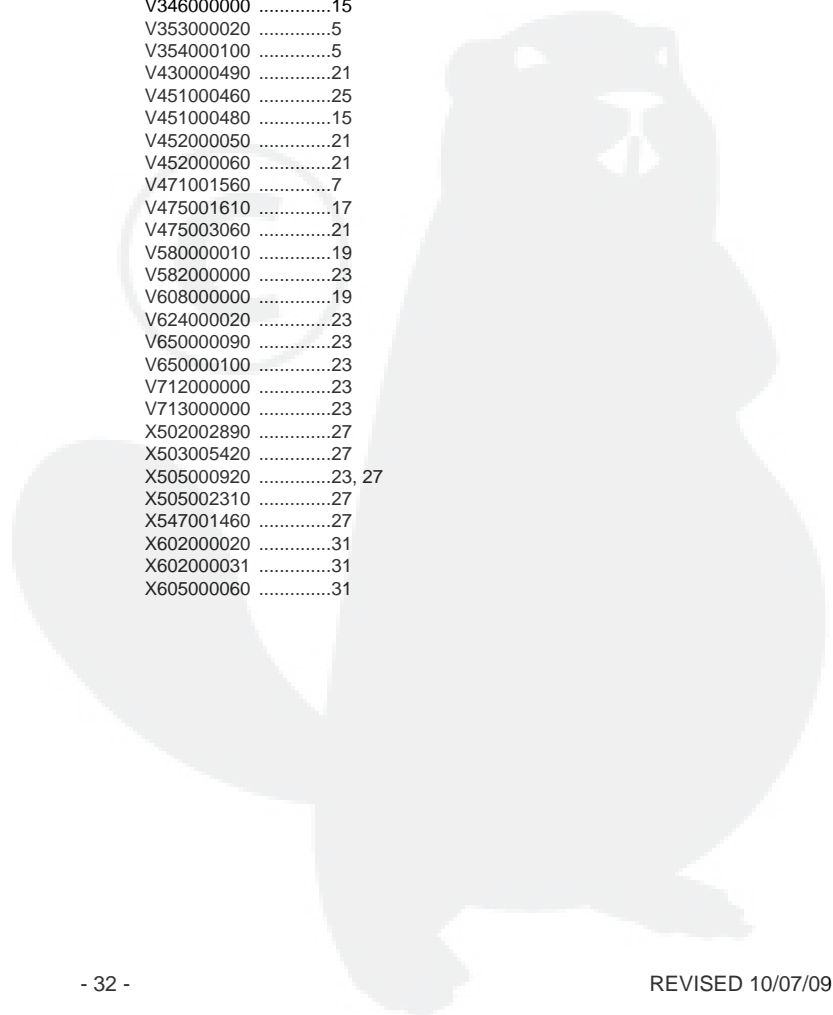 V346000000 ..............15
V353000020 ..............5
V354000100 ..............5
V430000490 ..............21
V451000460 ..............25
V451000480 ..............15
V452000050 ..............21
V452000060 ..............21
V471001560 ..............7
V475001610 ..............17
V475003060 ..............21
V580000010 ..............19
V582000000 ..............23
V608000000 ..............19
V624000020 ..............23
V650000090 ..............23
V650000100 ..............23
V712000000 ..............23
V713000000 ..............23
X502002890 ..............27
X503005420 ..............27
X505000920 ..............23, 27
X505002310 ..............27
X547001460 ..............27
X602000020 ..............31
X602000031 ..............31
X605000060 ..............31
©
- 32 -
REVISED 10/07/09